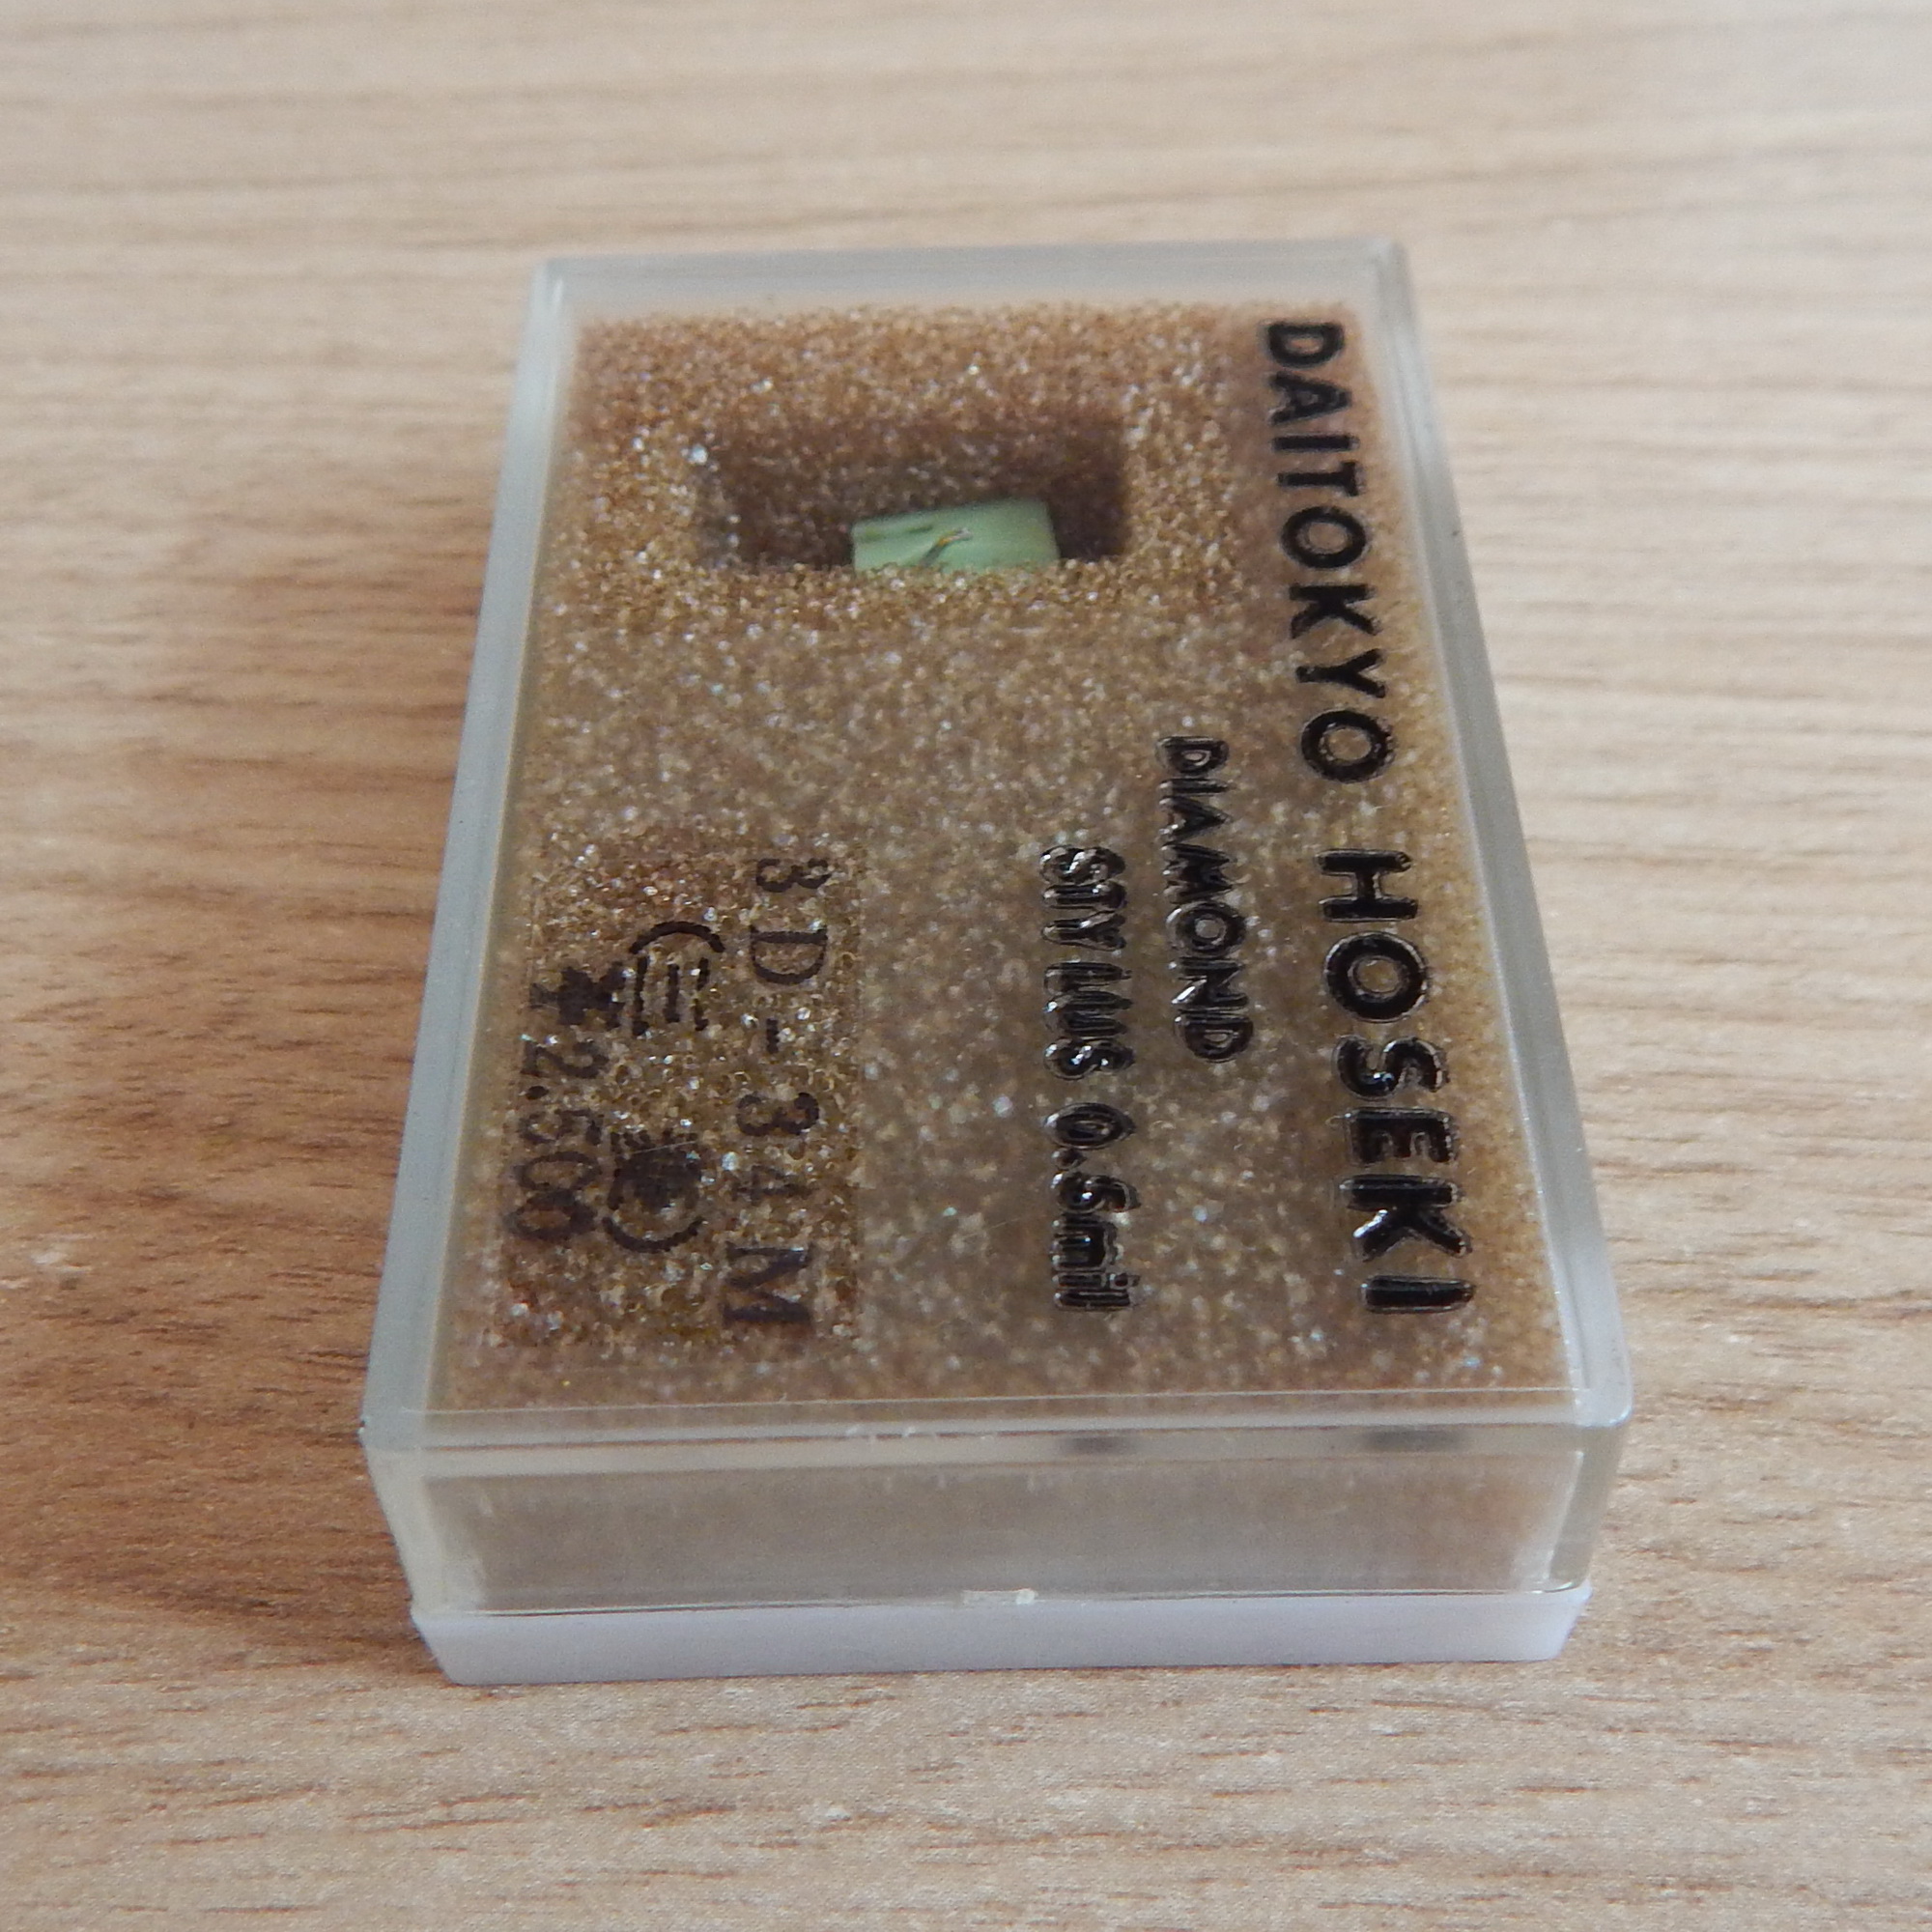 DAITOKYO HOSEKI
DIAMOND
STYLUS 0.5mil
3D-34M
¥2.500